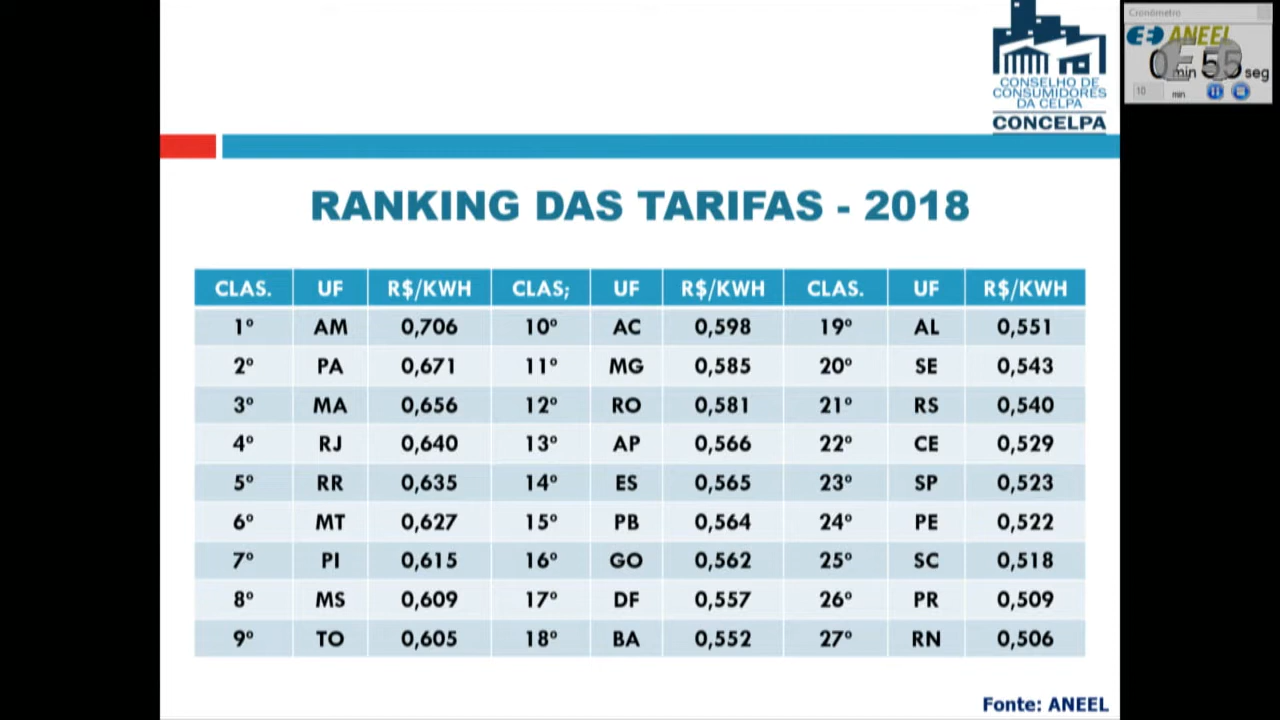 Cronômetro
ANEEL
0 min 55 seg
10 min
CONSELHO DE
CONSUMIDORES
DA CELPA
CONCELPA
RANKING DAS TARIFAS - 2018
CLAS. UF R$/KWH CLAS; UF R$/KWH CLAS. UF R$/KWH
1º AM 0,706 10º AC 0,598 19º AL 0,551
2º PA 0,671 11º MG 0,585 20º SE 0,543
3º MA 0,656 12º RO 0,581 21º RS 0,540
4º RJ 0,640 13º AP 0,566 22º CE 0,529
5º RR 0,635 14º ES 0,565 23º SP 0,523
6º MT 0,627 15º PB 0,564 24º PE 0,522
7º PI 0,615 16º GO 0,562 25º SC 0,518
8º MS 0,609 17º DF 0,557 26º PR 0,509
9º TO 0,605 18º BA 0,552 27º RN 0,506
Fonte: ANEEL